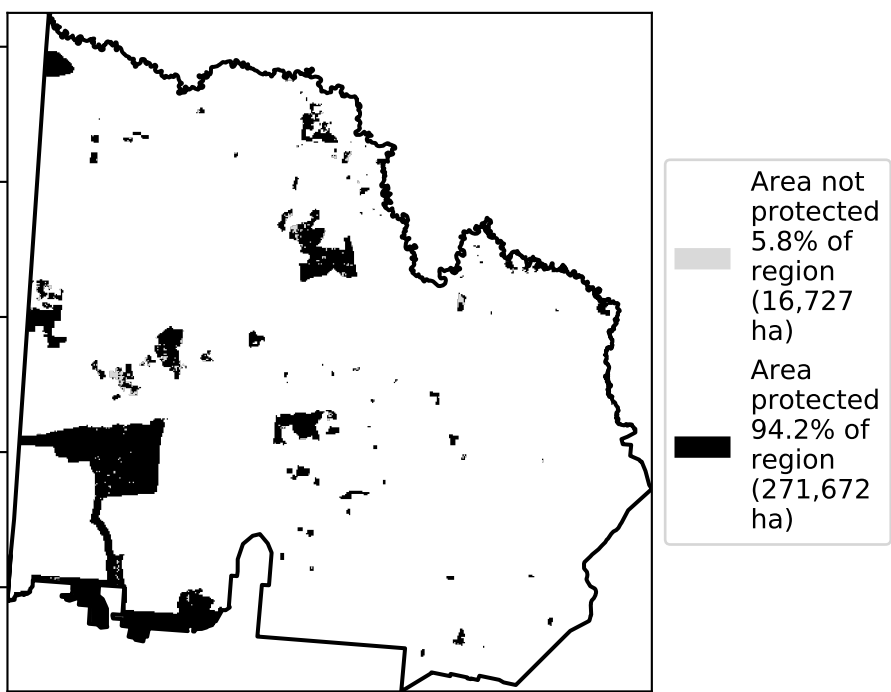 Area not
protected
5.8% of
region
(16,727
ha)
Area
protected
94.2% of
region
(271,672
ha)